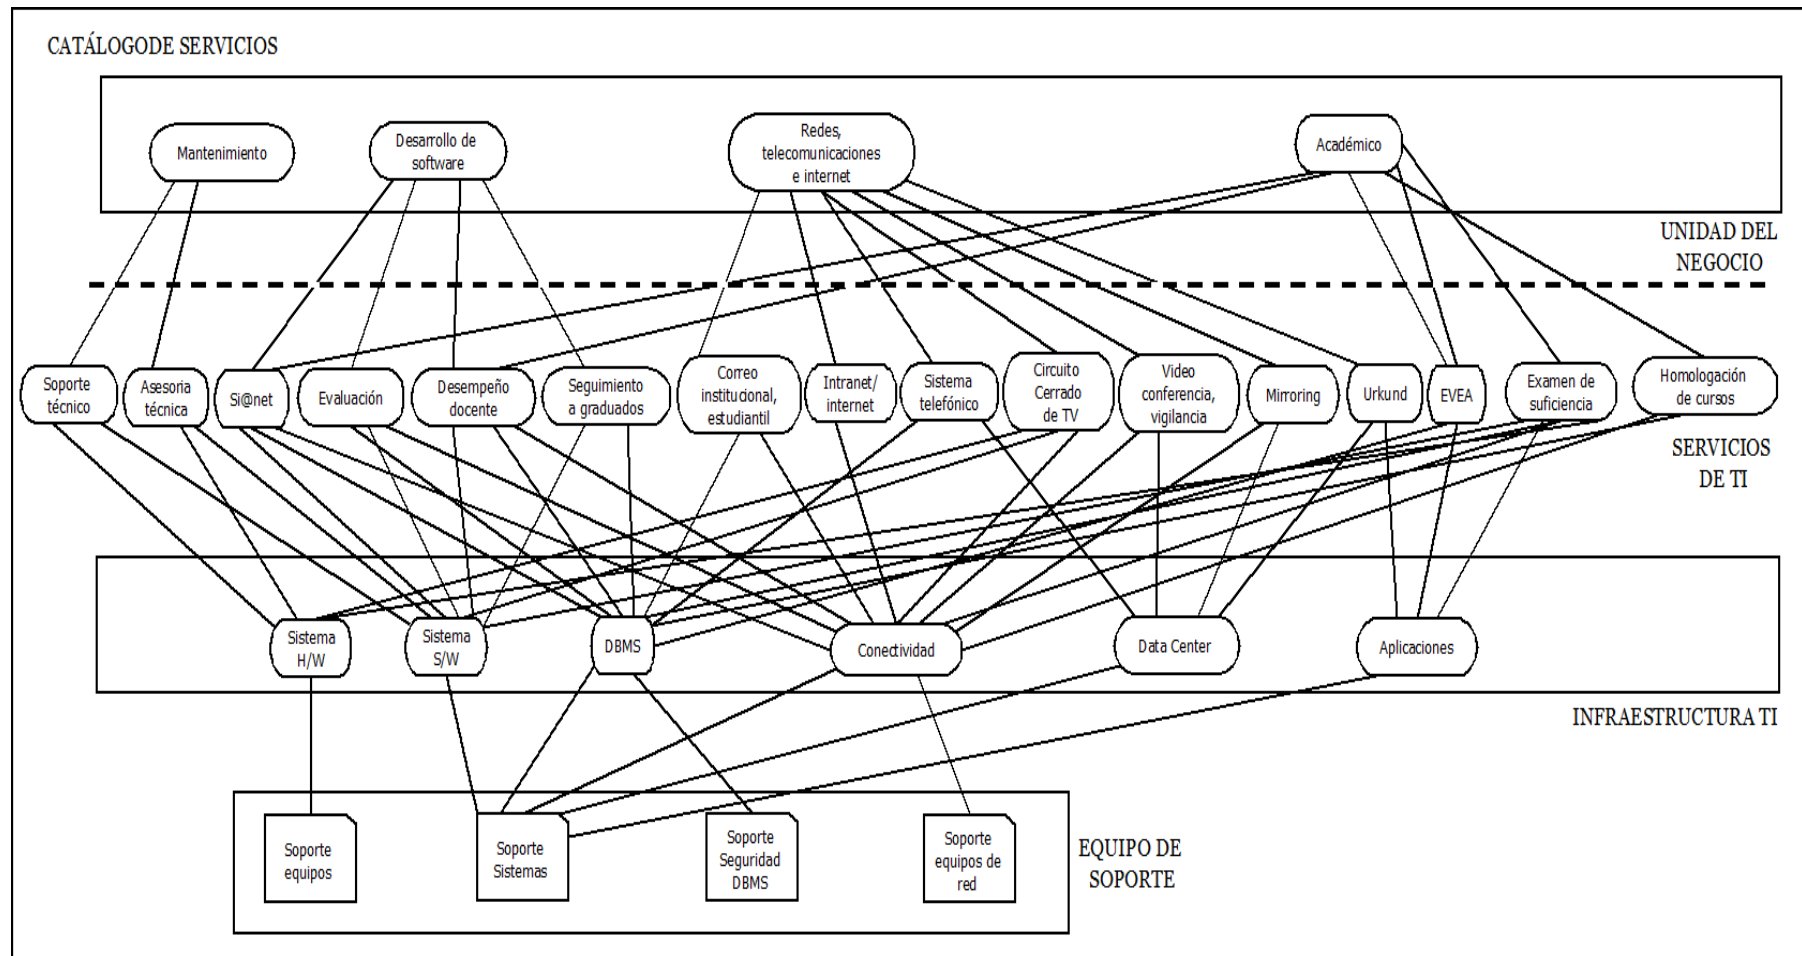 CATÁLOGODE SERVICIOS
Mantenimiento
Desarrollo de
software
Redes,
telecomunicaciones
e internet
Académico
UNIDAD DEL
NEGOCIO
Soporte
técnico
Asesoria
técnica
Si@net
Evaluación
Desempeño
docente
Seguimiento
a graduados
Correo
institucional,
estudiantil
Intranet/
internet
Sistema
telefónico
Circuito
Cerrado
de TV
Video
conferencia,
vigilancia
Mirroring
Urkund
EVEA
Examen de
suficiencia
Homologación
de cursos
SERVICIOS
DE TI
Sistema
H/W
Sistema
S/W
DBMS
Conectividad
Data Center
Aplicaciones
INFRAESTRUCTURA TI
Soporte
equipos
Soporte
Sistemas
Soporte
Seguridad
DBMS
Soporte
equipos de
red
EQUIPO DE
SOPORTE